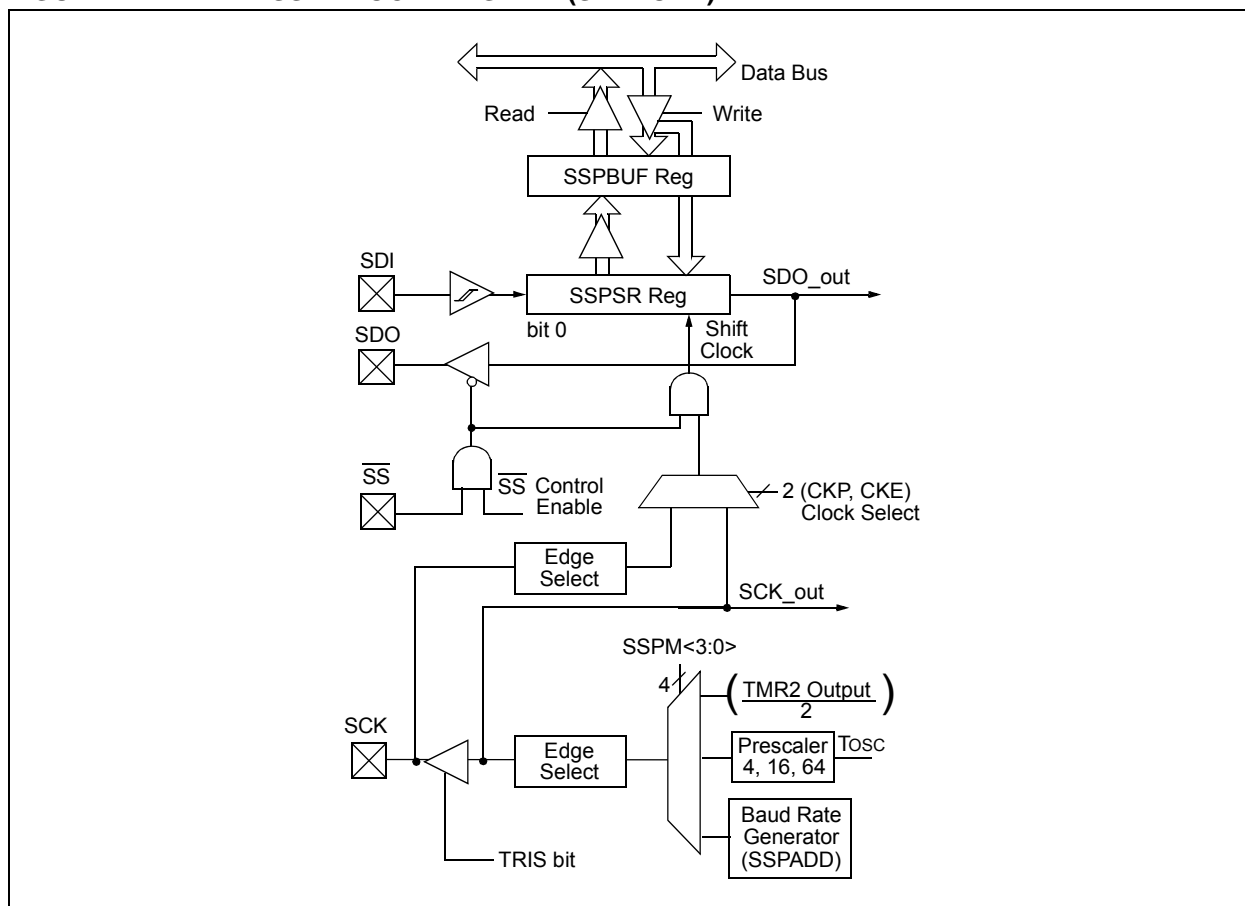 Data Bus
Read
Write
SSPBUF Reg
SDI
SSPSR Reg
SDO_out
bit 0
Shift
Clock
SDO
SS
SS Control
Enable
2 (CKP, CKE)
Clock Select
Edge
Select
SCK_out
SSPM<3:0>
4
(TMR2 Output)
2
SCK
Edge
Select
Prescaler
4, 16, 64
TOSC
Baud Rate
Generator
(SSPADD)
TRIS bit